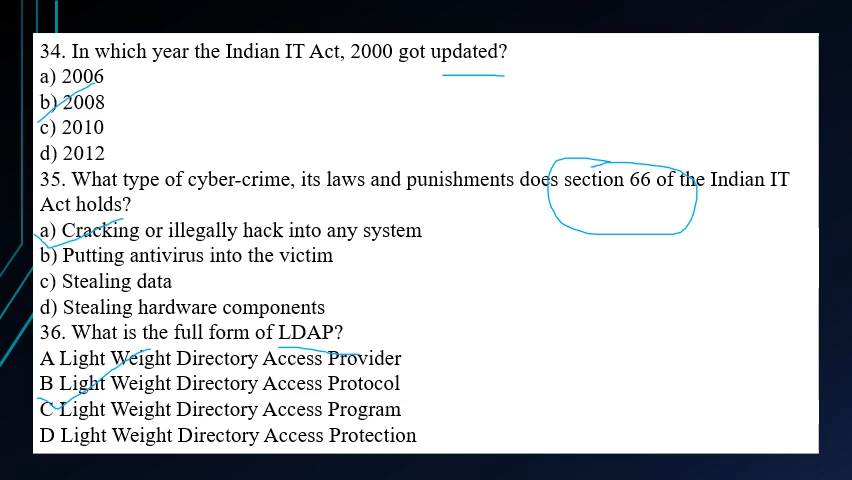 34. In which year the Indian IT Act, 2000 got updated?
a) 2006
b) 2008
c) 2010
d) 2012
35. What type of cyber-crime, its laws and punishments does section 66 of the Indian IT
Act holds?
a) Cracking or illegally hack into any system
b) Putting antivirus into the victim
c) Stealing data
d) Stealing hardware components
36. What is the full form of LDAP?
A Light Weight Directory Access Provider
B Light Weight Directory Access Protocol
C Light Weight Directory Access Program
D Light Weight Directory Access Protection